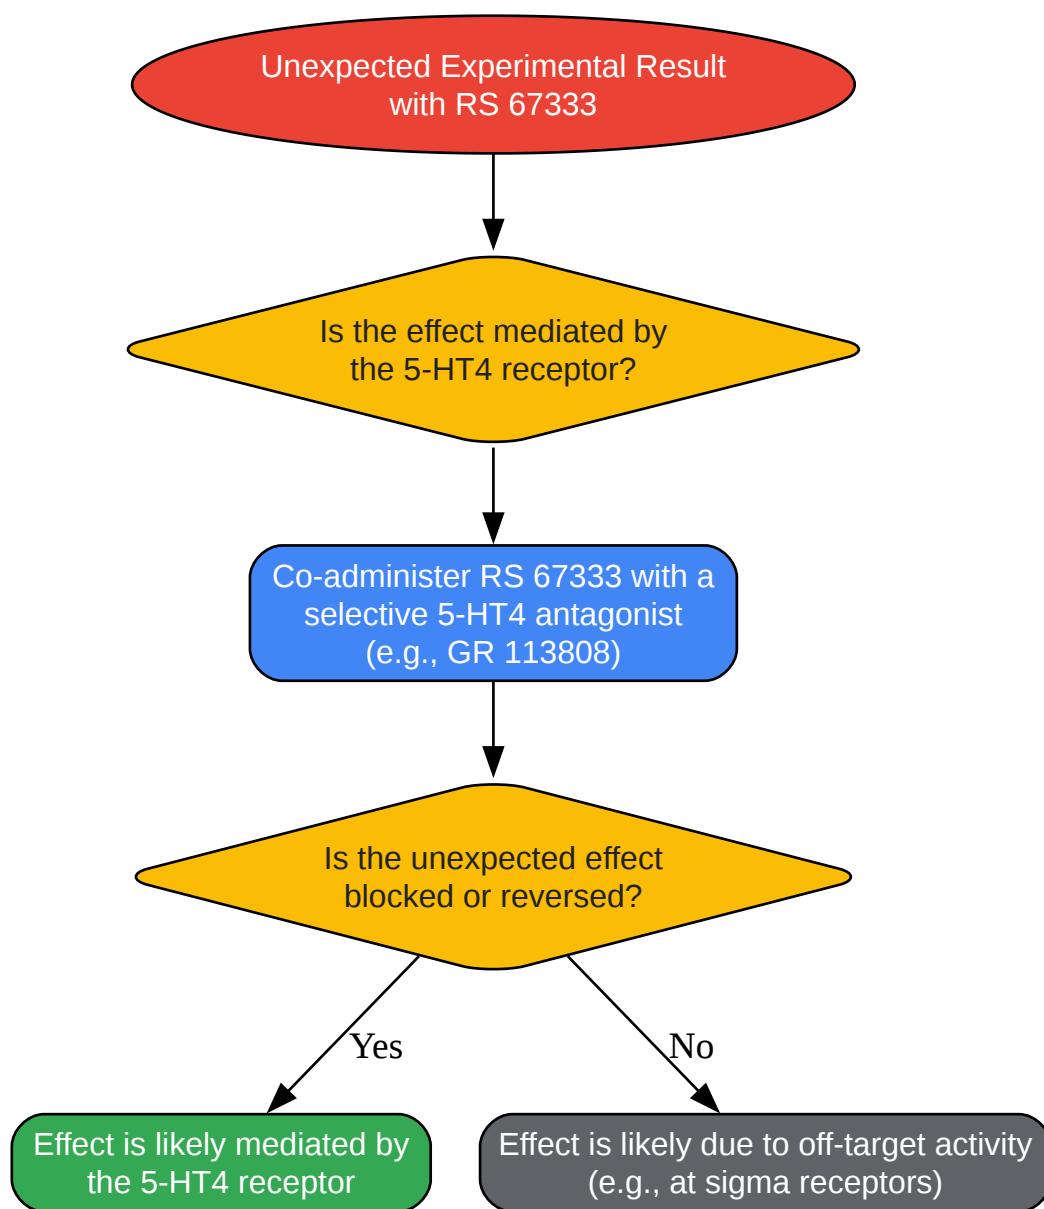 Unexpected Experimental Result
with RS 67333
Is the effect mediated by
the 5-HT4 receptor?
Co-administer RS 67333 with a
selective 5-HT4 antagonist
(e.g., GR 113808)
Is the unexpected effect
blocked or reversed?
Yes
No
Effect is likely mediated by
the 5-HT4 receptor
Effect is likely due to off-target activity
(e.g., at sigma receptors)